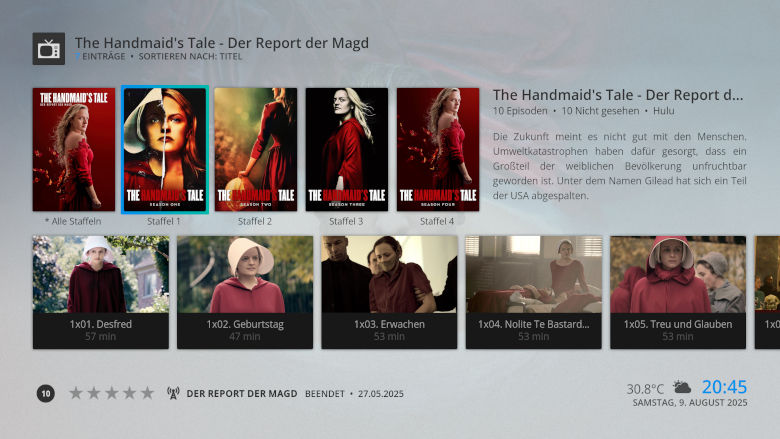 The Handmaid's Tale - Der Report der Magd
7 EINTRÄGE • SORTIEREN NACH: TITEL
THE HANDMAID'S TALE
DER REPORT DER MAGD
THE HANDMAID'S TALE
SEASON ONE
THE HANDMAID'S TALE
SEASON TWO
THE HANDMAID'S TALE
SEASON THREE
THE HANDMAID'S TALE
SEASON FOUR
* Alle Staffeln
Staffel 1
Staffel 2
Staffel 3
Staffel 4
The Handmaid's Tale - Der Report d...
10 Episoden • 10 Nicht gesehen • Hulu
Die Zukunft meint es nicht gut mit den Menschen.
Umweltkatastrophen haben dafür gesorgt, dass ein
Großteil der weiblichen Bevölkerung unfruchtbar
geworden ist. Unter dem Namen Gilead hat sich ein Teil
der USA abgespalten.
1x01. Desfred
57 min
1x02. Geburtstag
47 min
1x03. Erwachen
53 min
1x04. Nolite Te Bastard...
53 min
1x05. Treu und Glauben
53 min
1x0
10
DER REPORT DER MAGD BEENDET • 27.05.2025
30.8°C 20:45
SAMSTAG, 9. AUGUST 2025